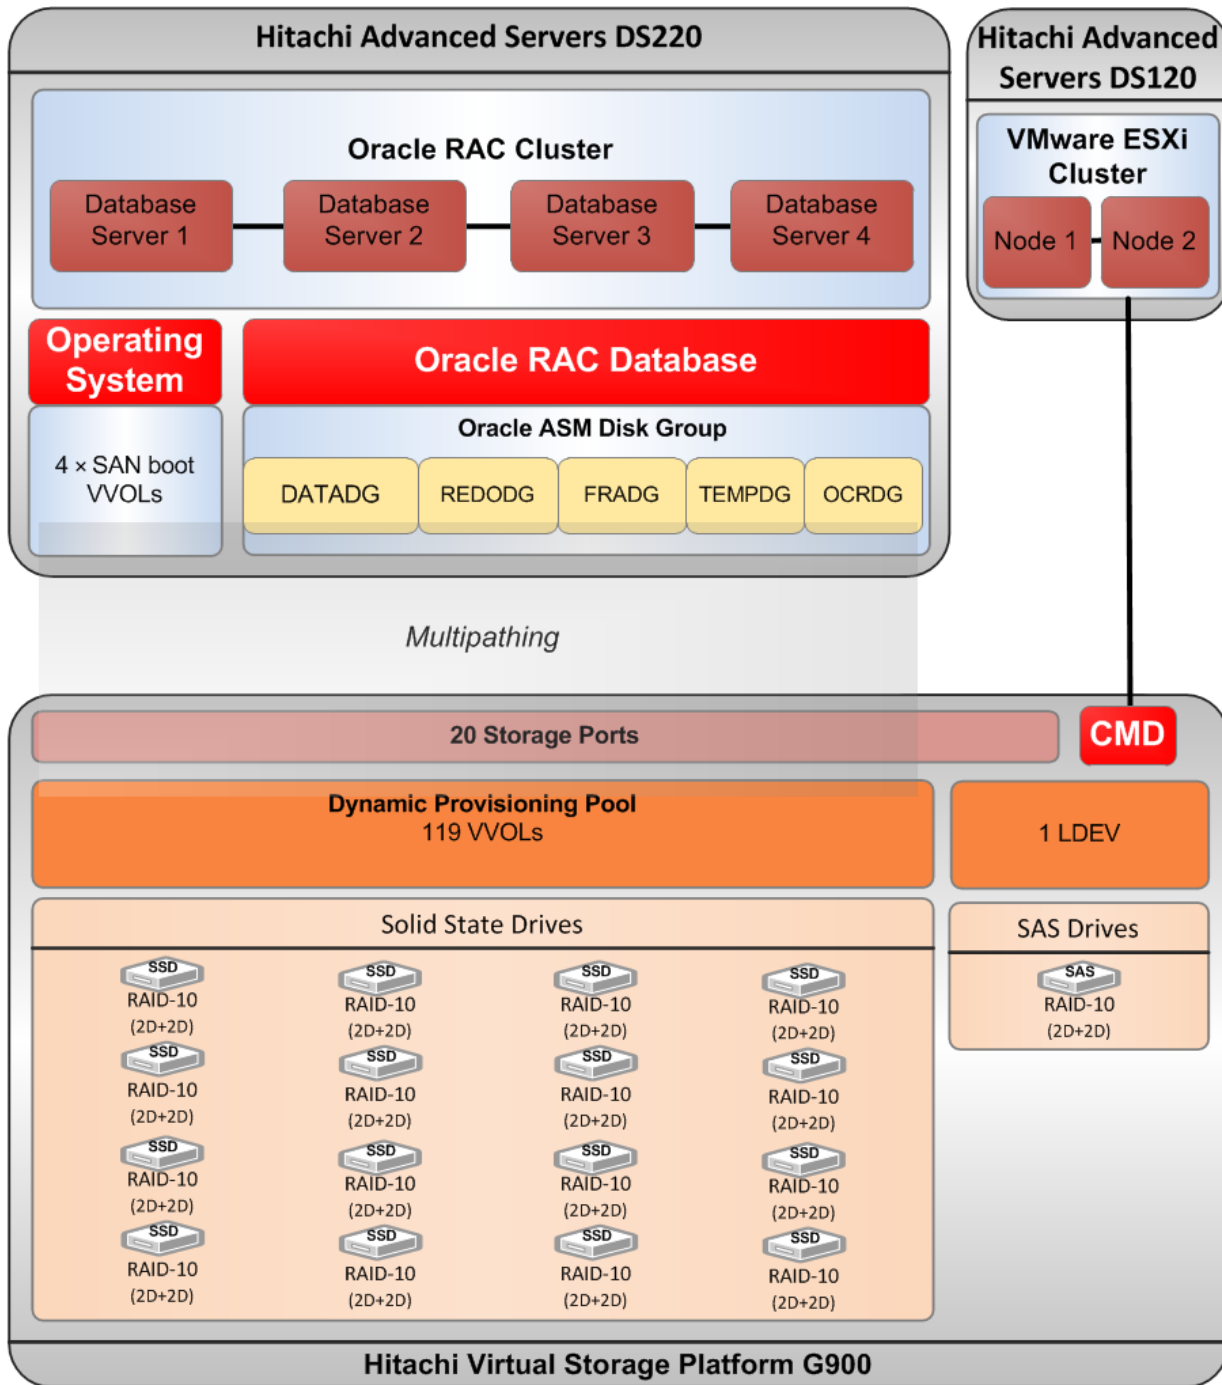 Hitachi Advanced Servers DS220
Oracle RAC Cluster
Database
Server 1
Database
Server 2
Database
Server 3
Database
Server 4
Operating
System
Oracle RAC Database
4 × SAN boot
VVOLs
Oracle ASM Disk Group
DATADG
REDODG
FRADG
TEMPDG
OCRDG
Hitachi Advanced
Servers DS120
VMware ESXi
Cluster
Node 1
Node 2
Multipathing
20 Storage Ports
CMD
Dynamic Provisioning Pool
119 VVOLs
1 LDEV
Solid State Drives
SSD
RAID-10
(2D+2D)
SSD
RAID-10
(2D+2D)
SSD
RAID-10
(2D+2D)
SSD
RAID-10
(2D+2D)
SSD
RAID-10
(2D+2D)
SSD
RAID-10
(2D+2D)
SSD
RAID-10
(2D+2D)
SSD
RAID-10
(2D+2D)
SSD
RAID-10
(2D+2D)
SSD
RAID-10
(2D+2D)
SSD
RAID-10
(2D+2D)
SSD
RAID-10
(2D+2D)
SSD
RAID-10
(2D+2D)
SSD
RAID-10
(2D+2D)
SSD
RAID-10
(2D+2D)
SSD
RAID-10
(2D+2D)
SAS Drives
SAS
RAID-10
(2D+2D)
Hitachi Virtual Storage Platform G900